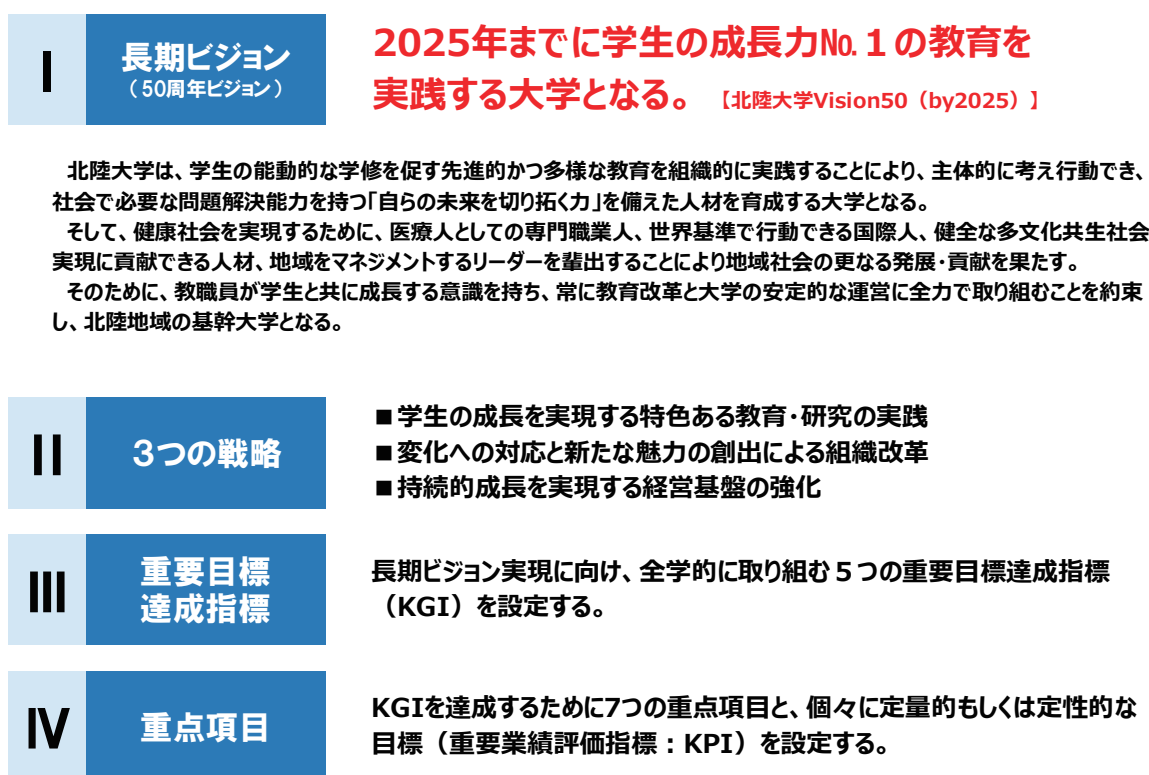 Ⅰ
長期ビジョン
（50周年ビジョン）
2025年までに学生の成長力№１の教育を
実践する大学となる。【北陸大学Vision50（by2025）】
北陸大学は、学生の能動的な学修を促す先進的かつ多様な教育を組織的に実践することにより、主体的に考え行動でき、
社会で必要な問題解決能力を持つ「自らの未来を切り拓く力」を備えた人材を育成する大学となる。
そして、健康社会を実現するために、医療人としての専門職業人、世界基準で行動できる国際人、健全な多文化共生社会
実現に貢献できる人材、地域をマネジメントするリーダーを輩出することにより地域社会の更なる発展・貢献を果たす。
そのために、教職員が学生と共に成長する意識を持ち、常に教育改革と大学の安定的な運営に全力で取り組むことを約束
し、北陸地域の基幹大学となる。
Ⅱ
３つの戦略
■学生の成長を実現する特色ある教育・研究の実践
■変化への対応と新たな魅力の創出による組織改革
■持続的成長を実現する経営基盤の強化
Ⅲ
重要目標
達成指標
長期ビジョン実現に向け、全学的に取り組む５つの重要目標達成指標
（KGI）を設定する。
Ⅳ
重点項目
KGIを達成するために7つの重点項目と、個々に定量的もしくは定性的な
目標（重要業績評価指標：KPI）を設定する。